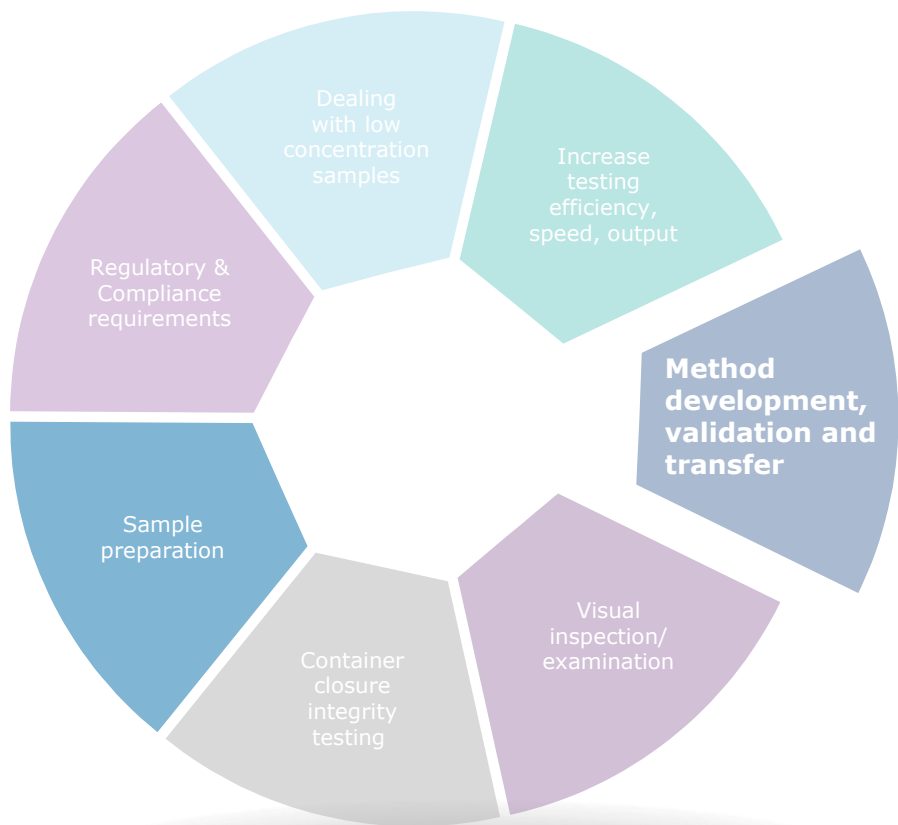 Dealing
with low
concentration
samples
Increase
testing
efficiency,
speed, output
Regulatory &
Compliance
requirements
Method
development,
validation and
transfer
Sample
preparation
Visual
inspection/
examination
Container
closure
integrity
testing